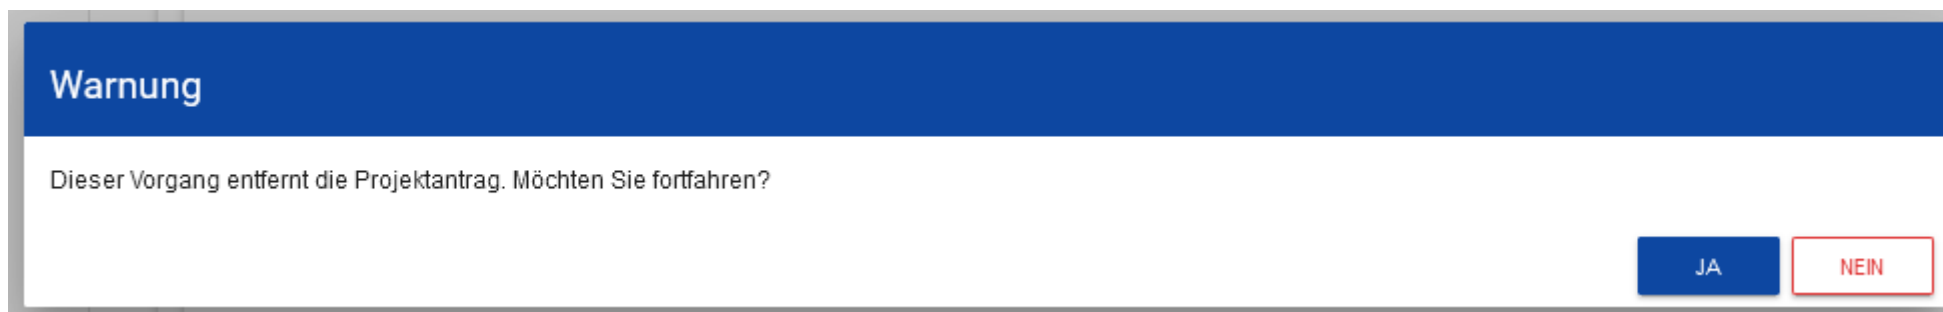 Warnung
Dieser Vorgang entfernt die Projektantrag. Möchten Sie fortfahren?
JA NEIN